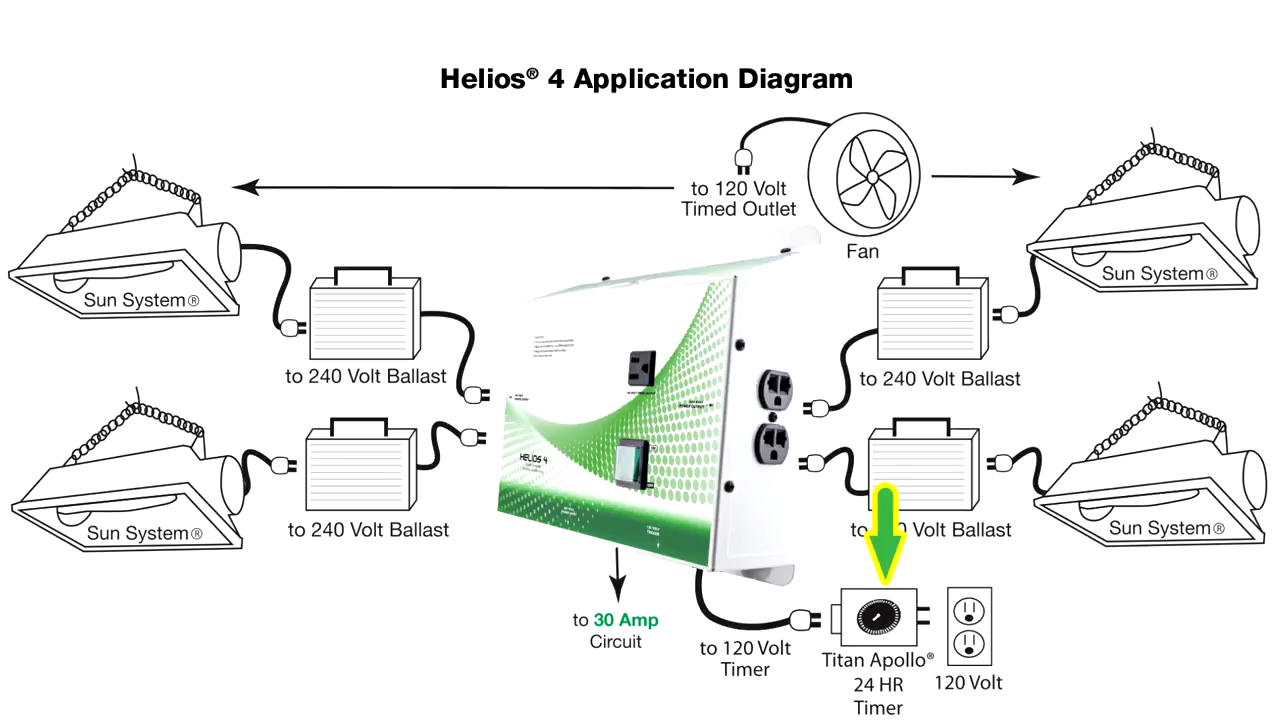 Helios® 4 Application Diagram
to 120 Volt
Timed Outlet
Fan
Sun System®
Sun System®
to 240 Volt Ballast
to 240 Volt Ballast
HELIOS 4
Sun System®
Sun System®
to 240 Volt Ballast
Volt Ballast
to 30 Amp
Circuit
to 120 Volt
Timer
Titan Apollo®
24 HR
Timer
120 Volt